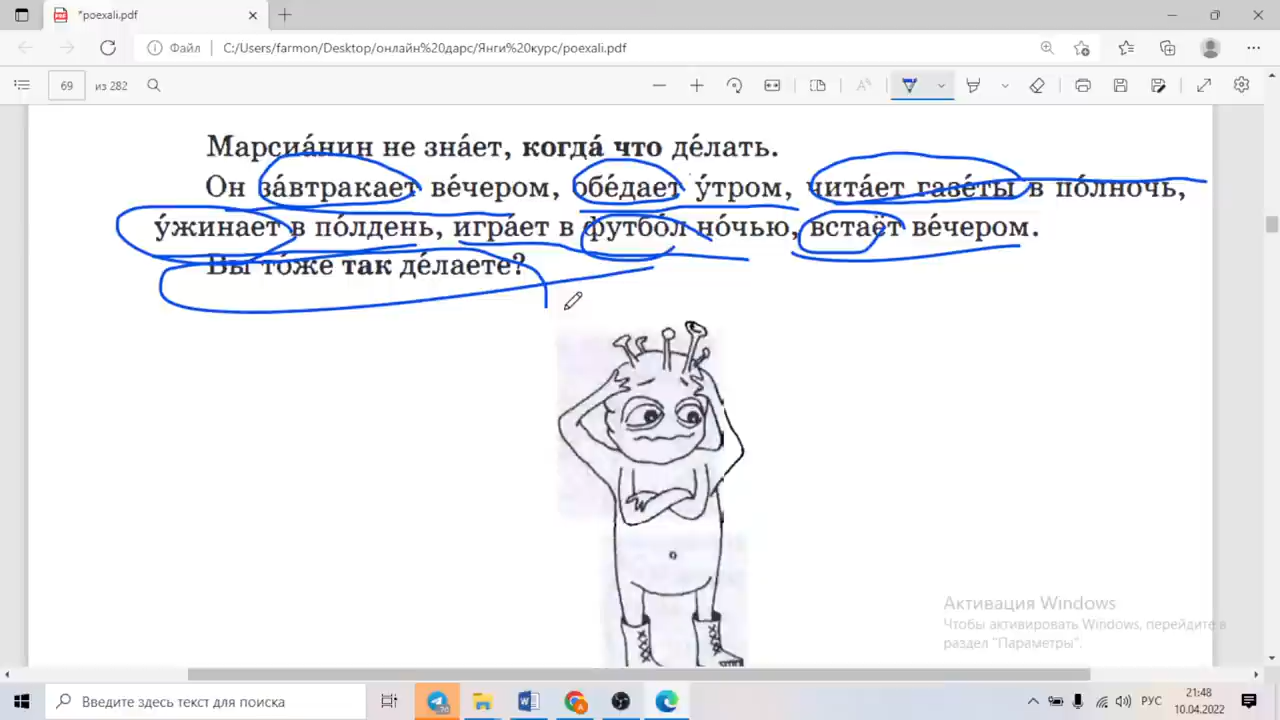 *poexali.pdf
Файл
C:/Users/farmon/Desktop/онлайн%20дарс/Янги%20курс/poexali.pdf
69
из 282
Марсиа́нин не зна́ет, когда́ что де́лать.
Он за́втракает ве́чером, обе́дает у́тром, чита́ет газе́ты в по́лночь,
у́жинает в по́лдень, игра́ет в футбо́л но́чью, встаёт ве́чером.
Вы то́же так де́лаете?
Активация Windows
Чтобы активировать Windows, перейдите в
раздел "Параметры".
Введите здесь текст для поиска
РУС
21:48
10.04.2022